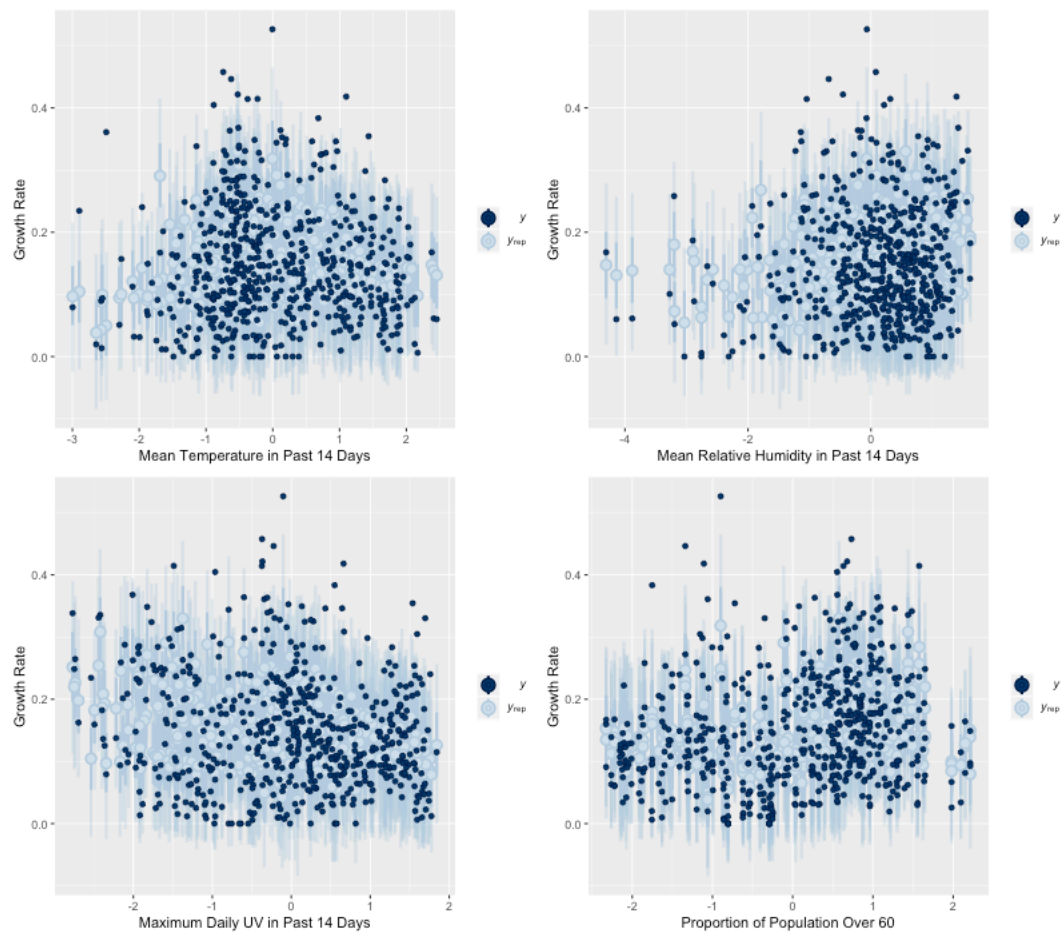 0.4
0.2
0.0
Growth Rate
-3
-2
-1
0
1
2
Mean Temperature in Past 14 Days
y
yrep
0.4
0.2
0.0
Growth Rate
-4
-2
0
Mean Relative Humidity in Past 14 Days
y
yrep
0.4
0.2
0.0
Growth Rate
-2
-1
0
1
2
Maximum Daily UV in Past 14 Days
y
yrep
0.4
0.2
0.0
Growth Rate
-2
-1
0
1
2
Proportion of Population Over 60
y
yrep